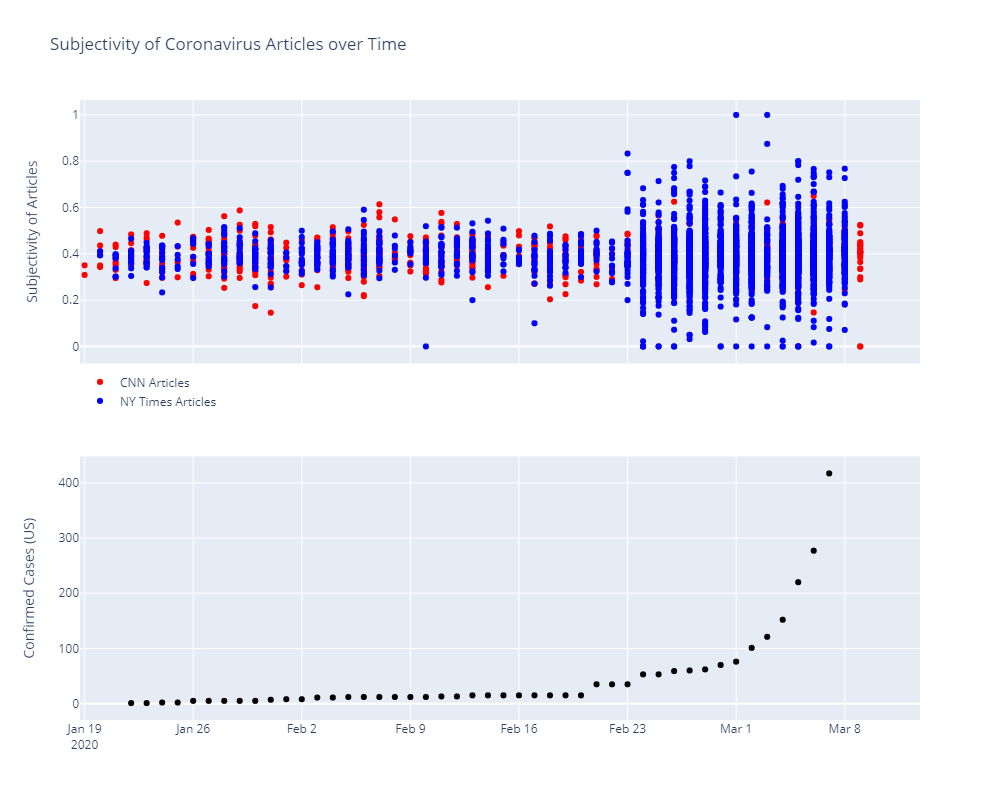 Subjectivity of Coronavirus Articles over Time
Subjectivity of Articles
1
0.8
0.6
0.4
0.2
0
CNN Articles
NY Times Articles
Confirmed Cases (US)
400
300
200
100
0
Jan 19
2020
Jan 26
Feb 2
Feb 9
Feb 16
Feb 23
Mar 1
Mar 8